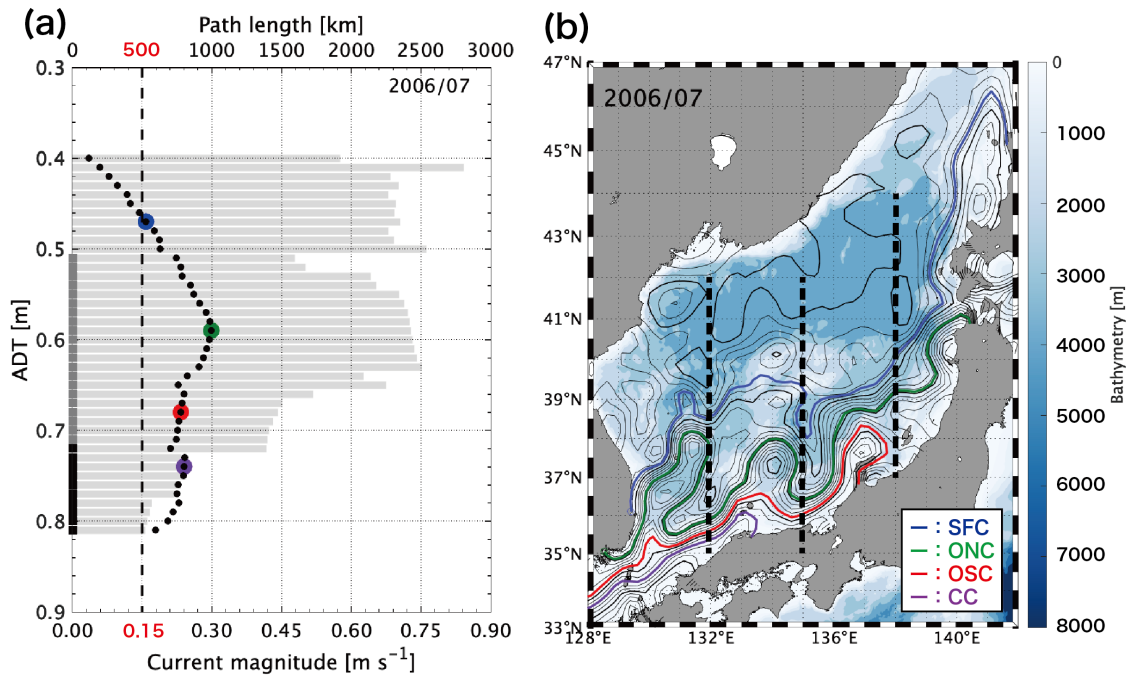 (a)
Path length [km]
0 500 1000 1500 2000 2500 3000
2006/07
0.3
0.4
0.5
0.6
0.7
0.8
0.9
ADT [m]
0.00 0.15 0.30 0.45 0.60 0.75 0.90
Current magnitude [m s⁻¹]
(b)
2006/07
47°N
45°N
43°N
41°N
39°N
37°N
35°N
33°N
128°E 132°E 136°E 140°E
: SFC
: ONC
: OSC
: CC
0
1000
2000
3000
4000
5000
6000
7000
8000
Bathymetry [m]